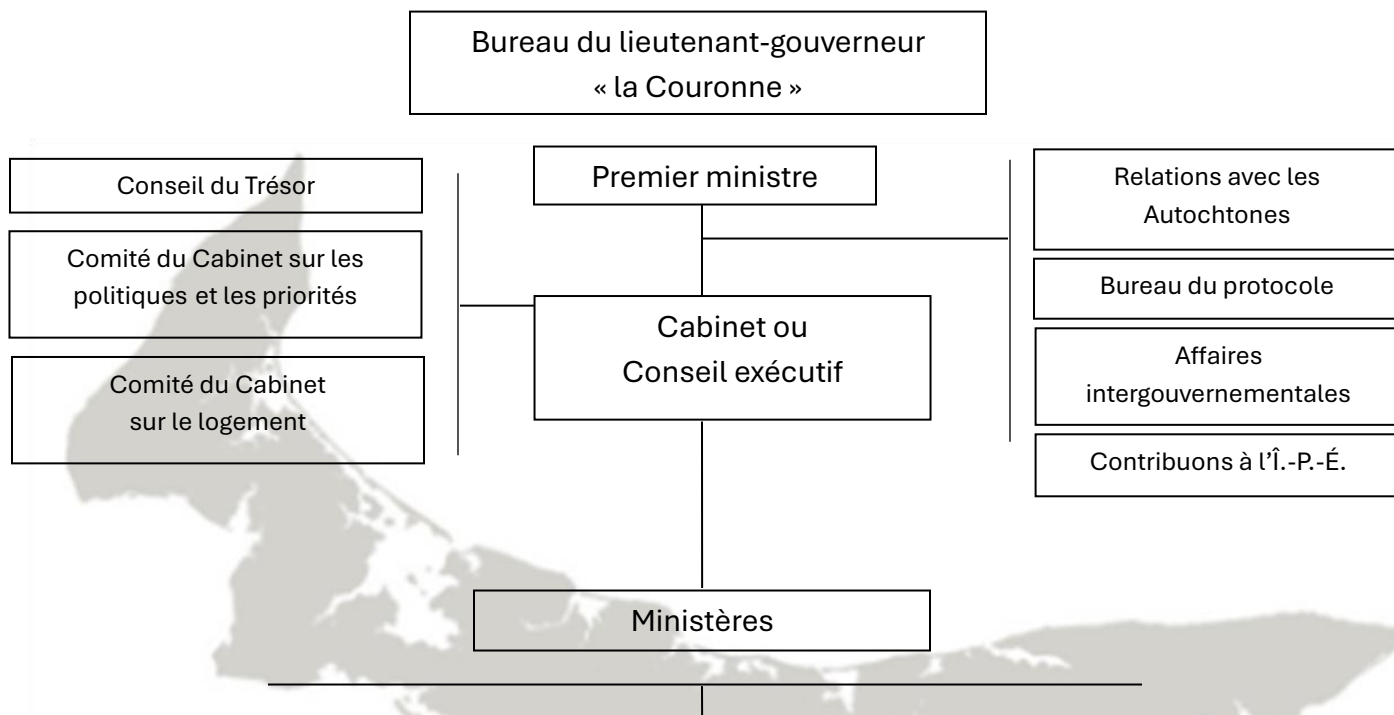 Bureau du lieutenant-gouverneur
« la Couronne »
Conseil du Trésor
Comité du Cabinet sur les
politiques et les priorités
Comité du Cabinet
sur le logement
Premier ministre
Cabinet ou
Conseil exécutif
Relations avec les
Autochtones
Bureau du protocole
Affaires
intergouvernementales
Contribuons à l’Î.-P.-É.
Ministères